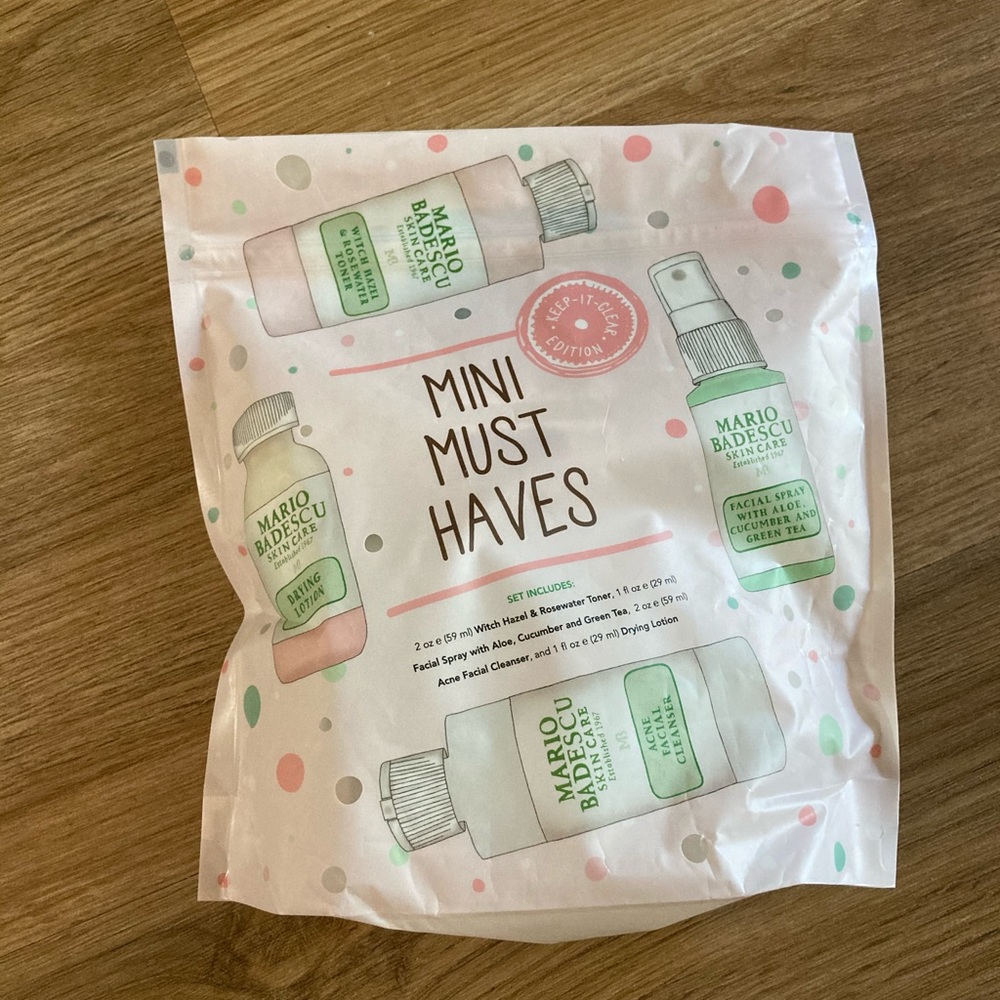 MARIO
BADESCU
SKIN CARE
Established 1967
MB
WITCH HAZEL
& ROSEWATER
TONER
KEEP-IT-CLEAR
EDITION
MINI
MUST
HAVES
MARIO
BADESCU
SKIN CARE
Established 1967
MB
FACIAL SPRAY
WITH ALOE,
CUCUMBER AND
GREEN TEA
MARIO
BADESCU
SKIN CARE
Established 1967
MB
DRYING
LOTION
SET INCLUDES:
2 oz e (59 ml) Witch Hazel & Rosewater Toner, 1 fl oz e (29 ml)
Facial Spray with Aloe, Cucumber and Green Tea, 2 oz e (59 ml)
Acne Facial Cleanser, and 1 fl oz e (29 ml) Drying Lotion
MARIO
BADESCU
SKIN CARE
Established 1967
MB
ACNE
FACIAL
CLEANSER